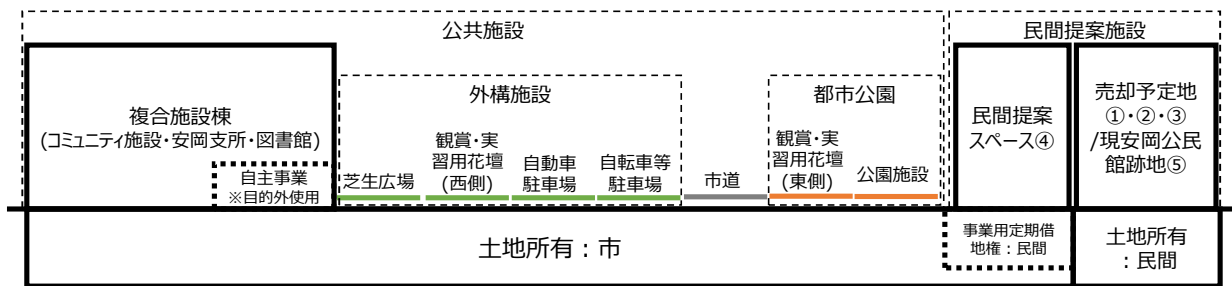 公共施設
民間提案施設
複合施設棟
(コミュニティ施設・安岡支所・図書館)
自主事業
※目的外使用
外構施設
芝生広場
観賞・実
習用花壇
(西側)
自動車
駐車場
自転車等
駐車場
市道
都市公園
観賞・実
習用花壇
(東側)
公園施設
民間提案
スペース④
売却予定地
①・②・③
/現安岡公民
館跡地⑤
土地所有：市
事業用定期借
地権：民間
土地所有
：民間